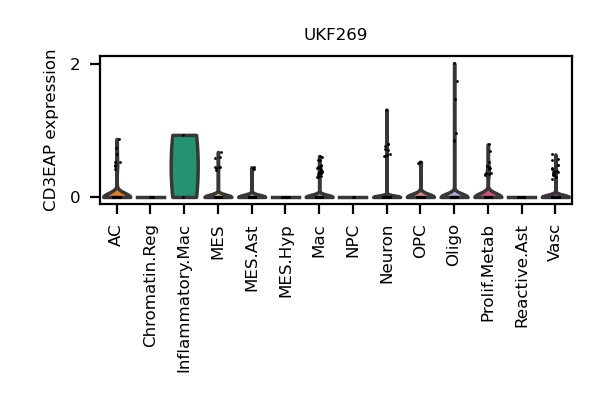 UKF269
CD3EAP expression
2
0
AC
Chromatin.Reg
Inflammatory.Mac
MES
MES.Ast
MES.Hyp
Mac
NPC
Neuron
OPC
Oligo
Prolif.Metab
Reactive.Ast
Vasc